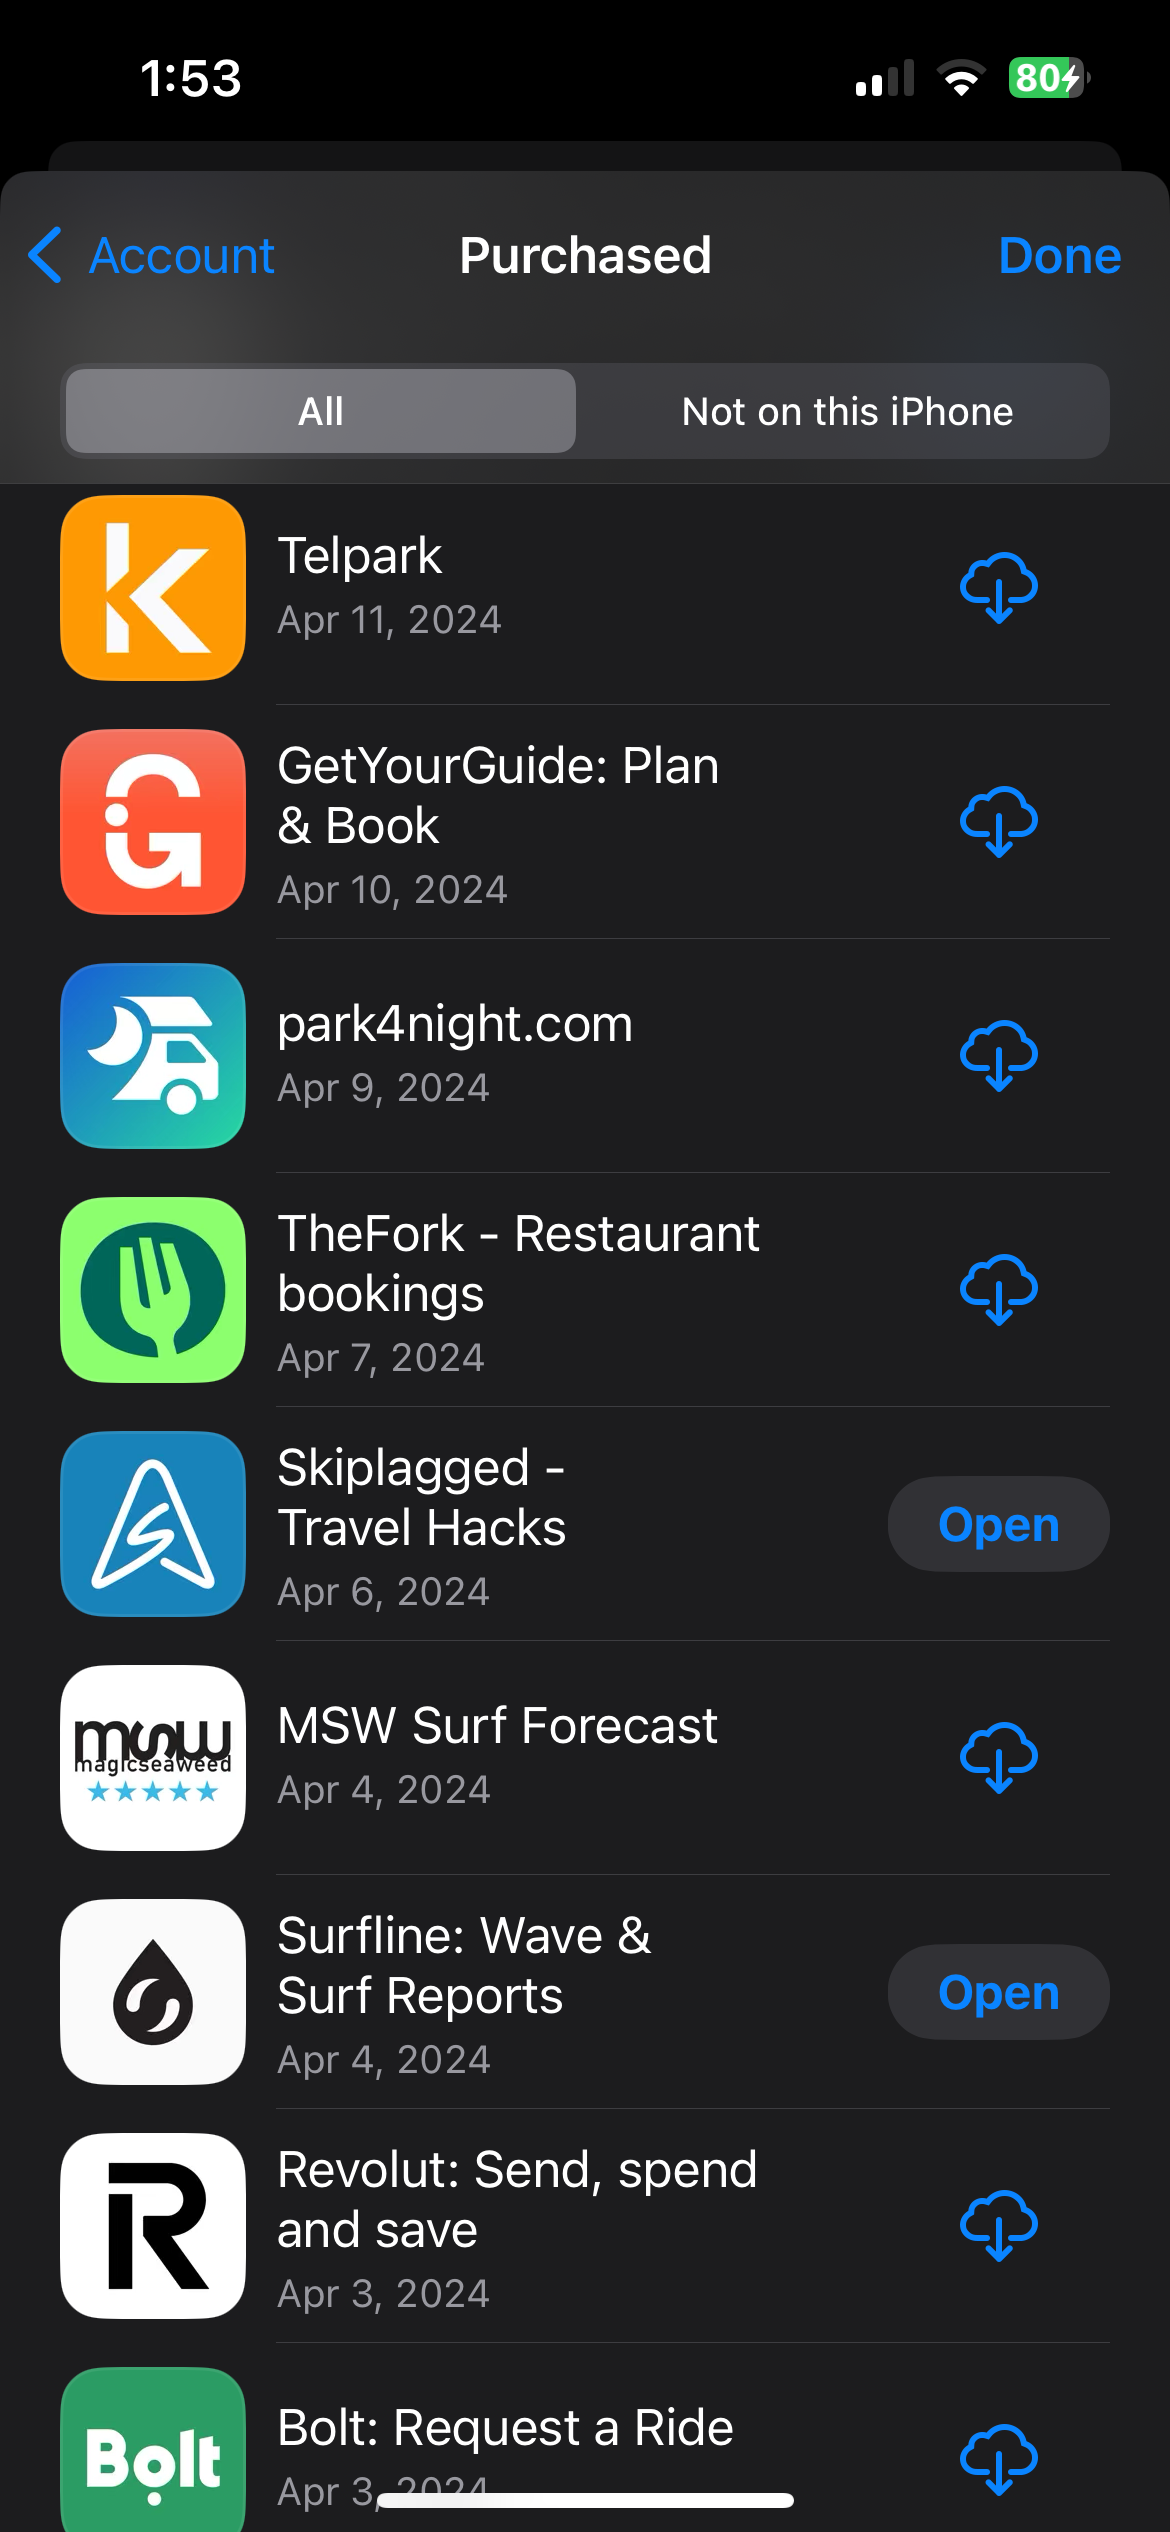 1:53
80
Account
Purchased
Done
All
Not on this iPhone
Telpark
Apr 11, 2024
GetYourGuide: Plan
& Book
Apr 10, 2024
park4night.com
Apr 9, 2024
TheFork - Restaurant
bookings
Apr 7, 2024
Skiplagged -
Travel Hacks
Apr 6, 2024
Open
msw
magicseaweed
MSW Surf Forecast
Apr 4, 2024
Surfline: Wave &
Surf Reports
Apr 4, 2024
Open
R
Revolut: Send, spend
and save
Apr 3, 2024
Bolt
Bolt: Request a Ride
Apr 3, 2024